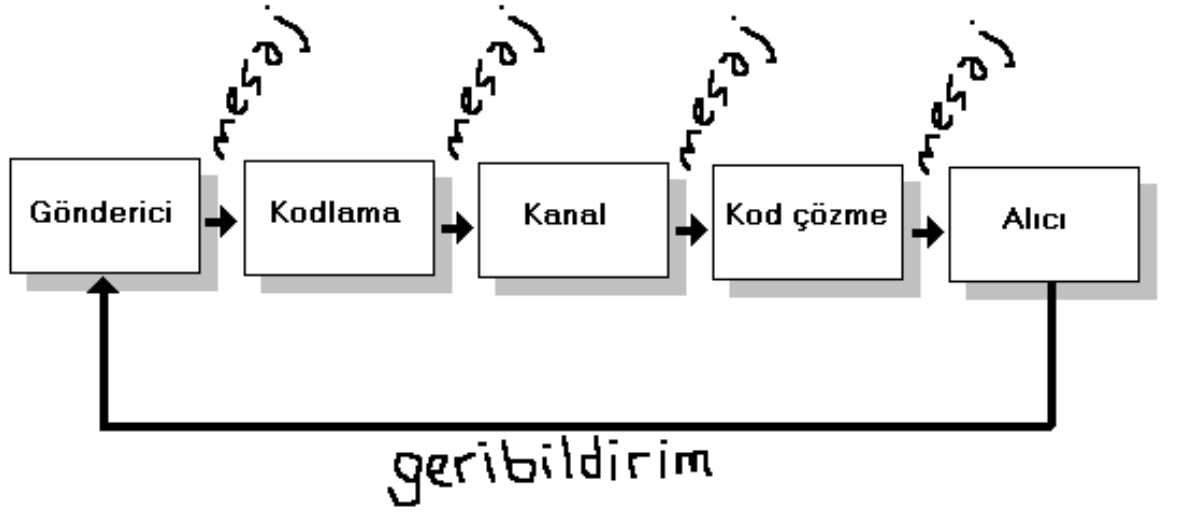 mesaj mesaj mesaj mesaj
Gönderici Kodlama Kanal Kod çözme Alıcı
geribildirim